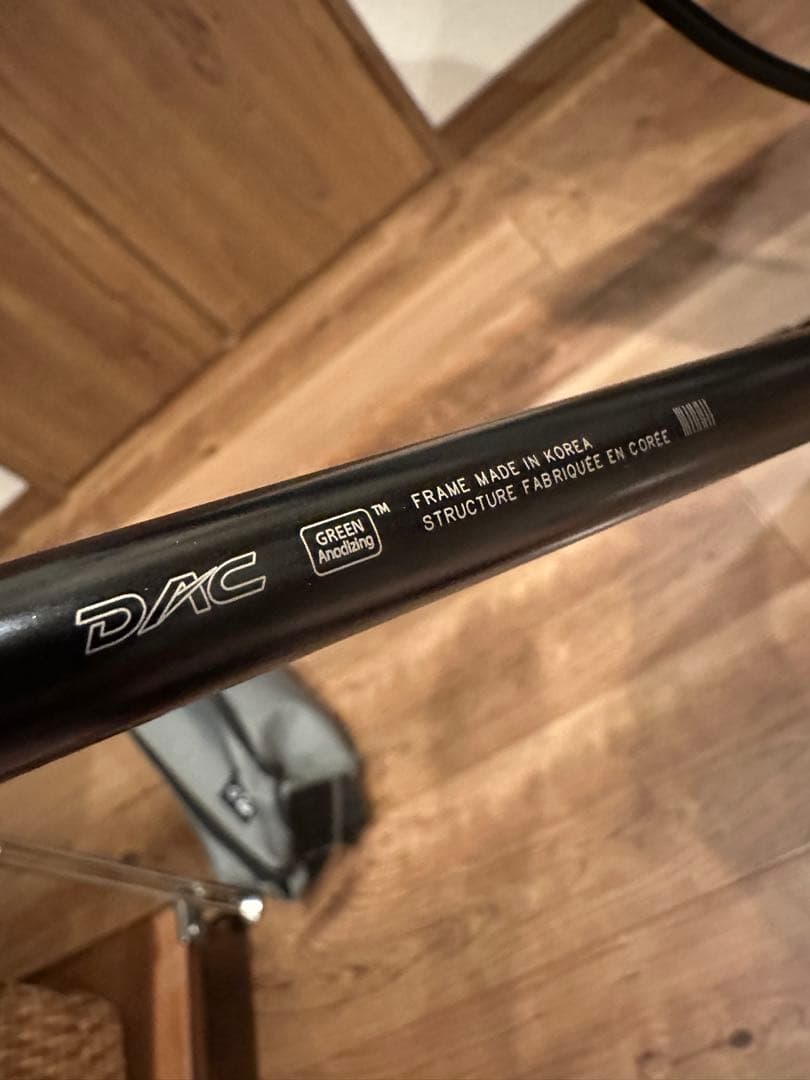 DAC
GREEN
Anodizing
™
FRAME MADE IN KOREA
STRUCTURE FABRIQUÉE EN CORÉE